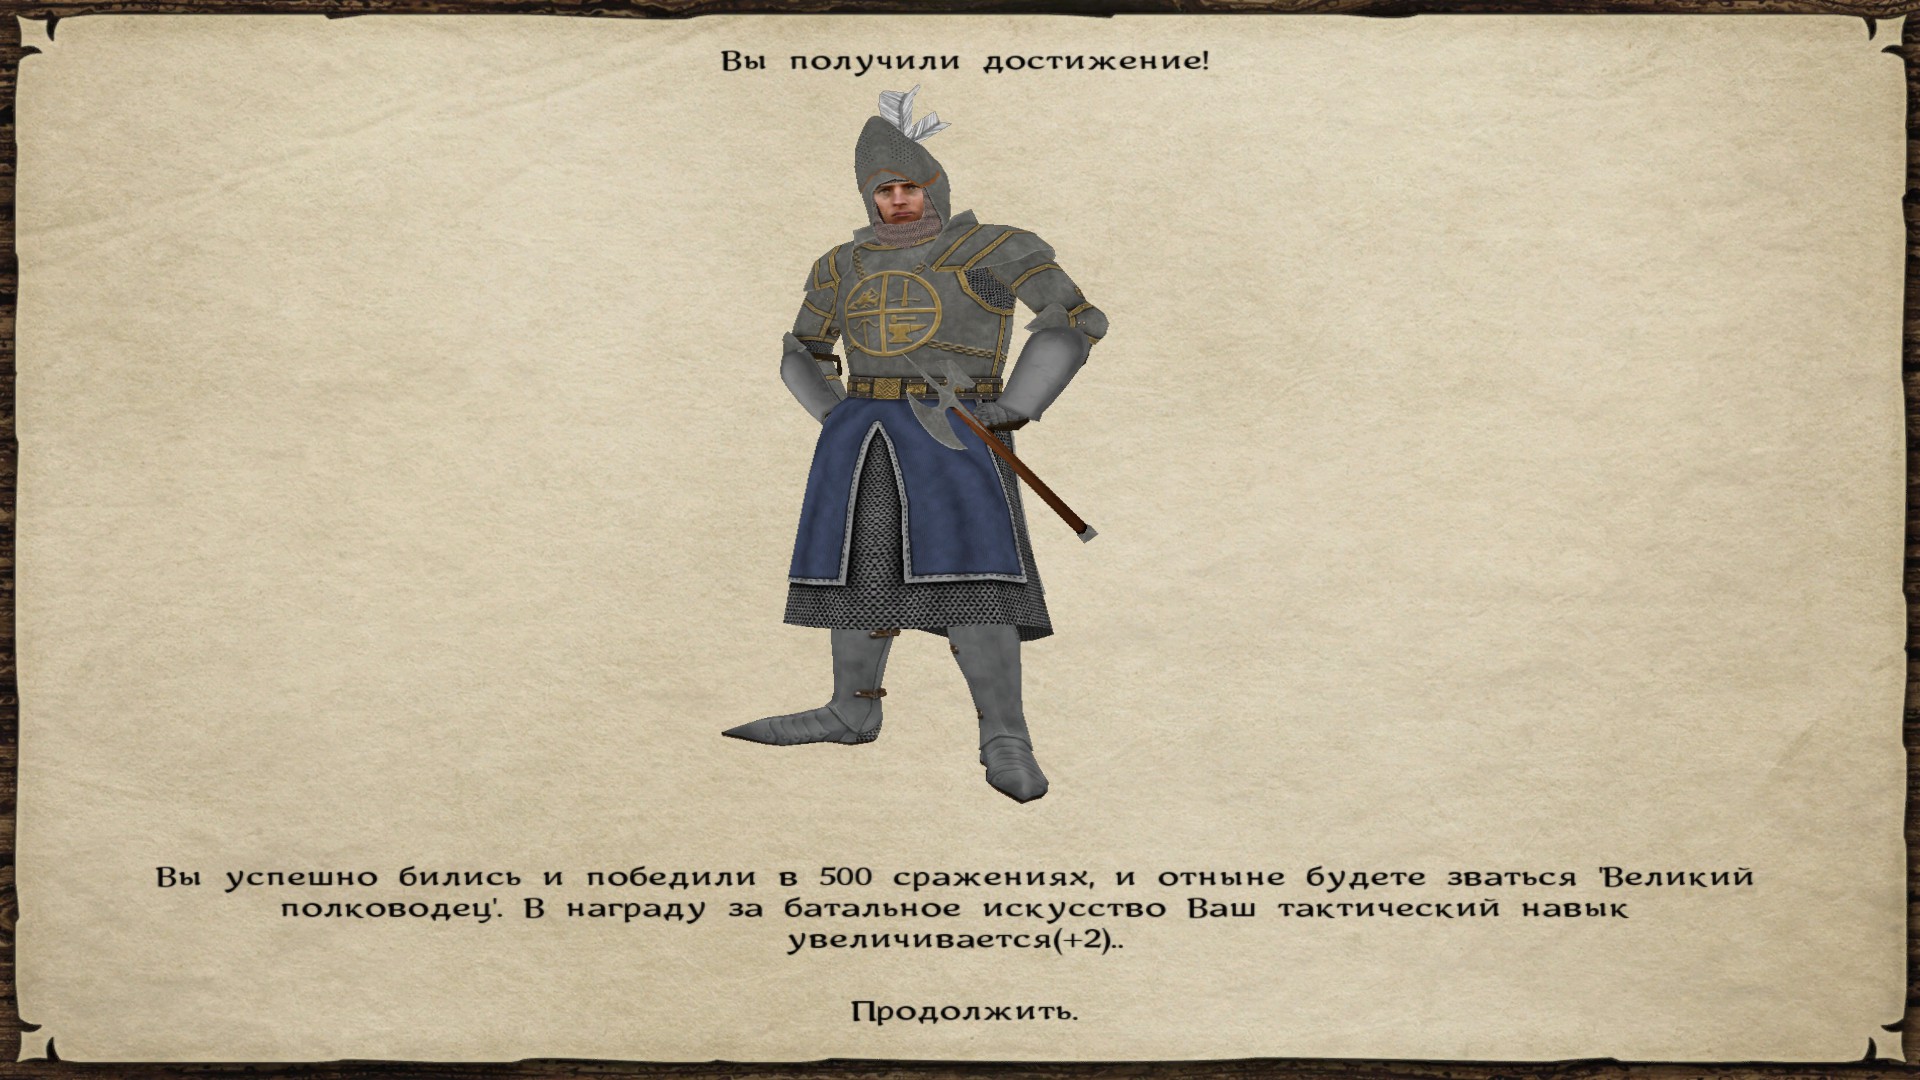 Вы получили достижение!
Вы успешно бились и победили в 500 сражениях, и отныне будете зваться 'Великий
полководец'. В награду за батальное искусство Ваш тактический навык
увеличивается(+2)..
Продолжить.